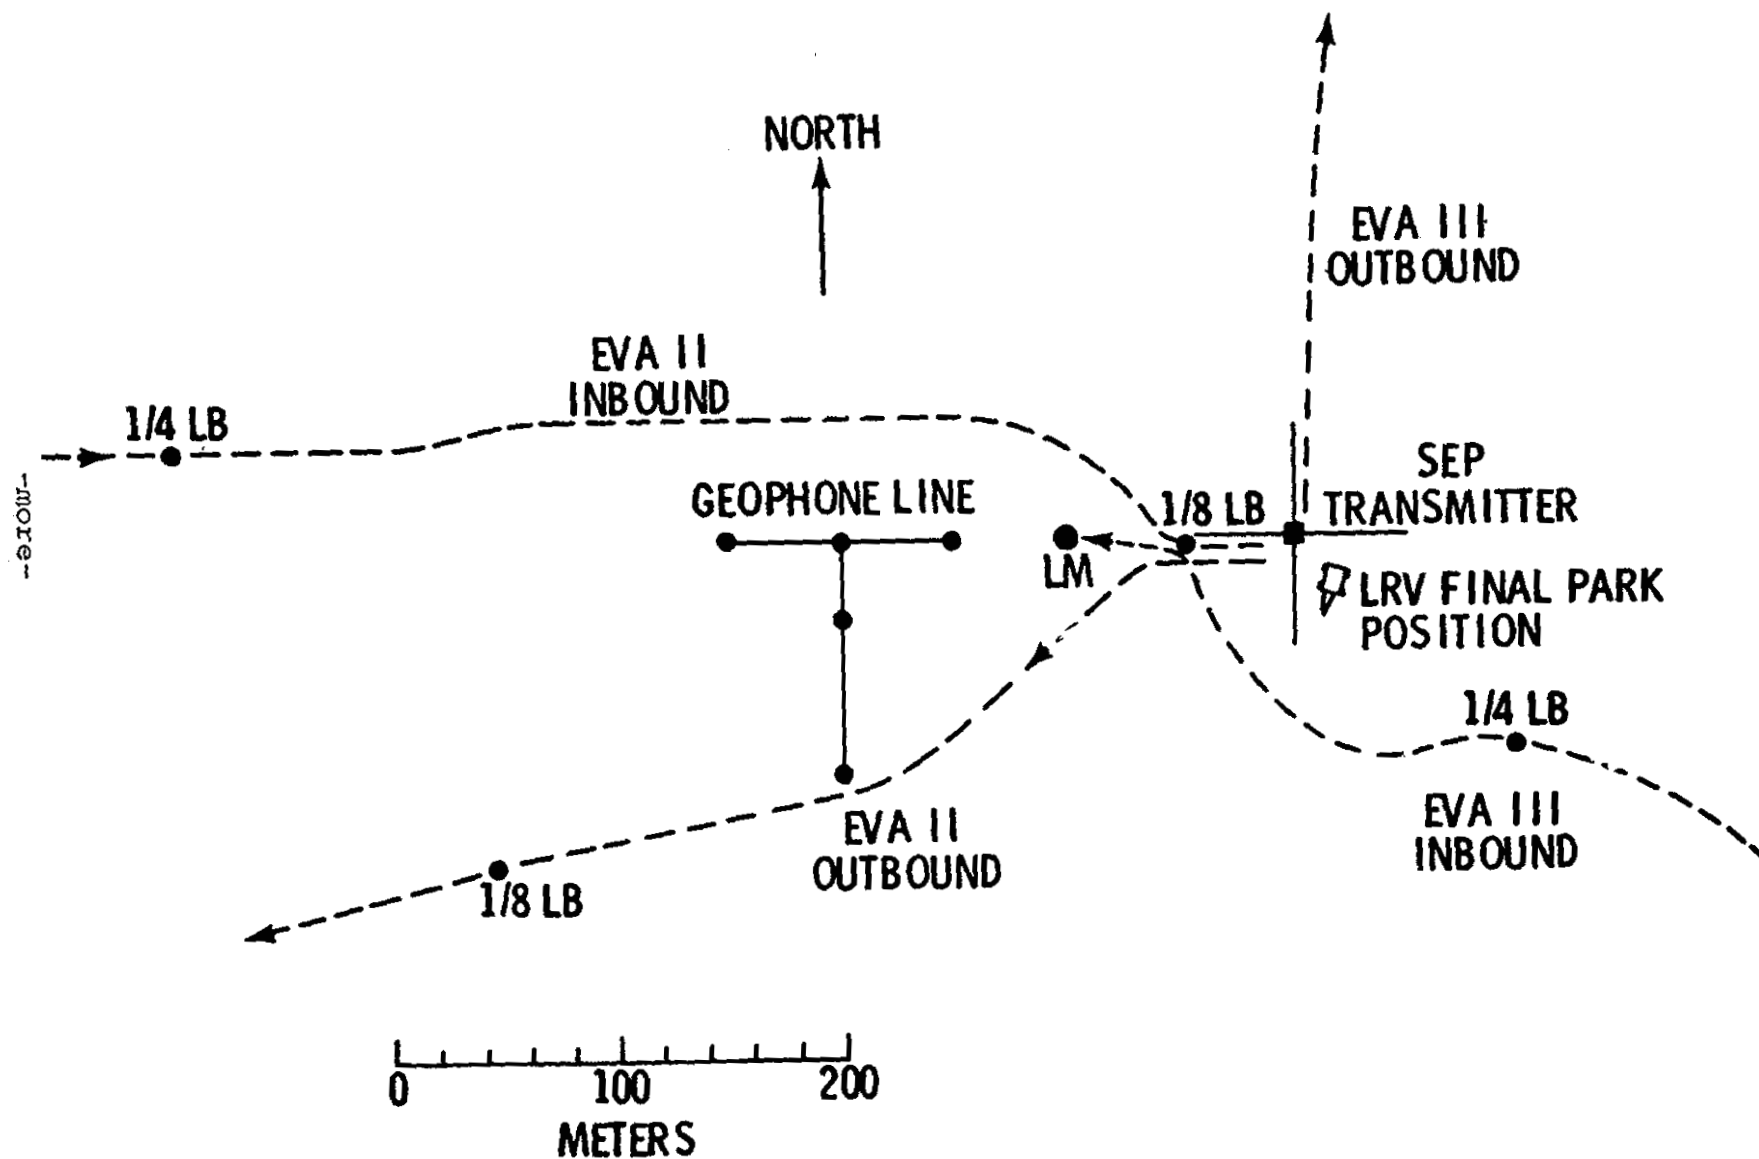 NORTH
EVA III
OUTBOUND
EVA II
INBOUND
1/4 LB
-more-
GEOPHONE LINE
1/8 LB
SEP
TRANSMITTER
LM
LRV FINAL PARK
POSITION
1/4 LB
EVA III
INBOUND
EVA II
OUTBOUND
1/8 LB
0 100 200
METERS